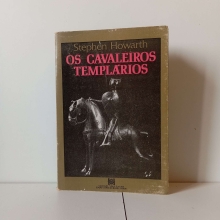 Stephen Howarth
OS CAVALEIROS
TEMPLÁRIOS